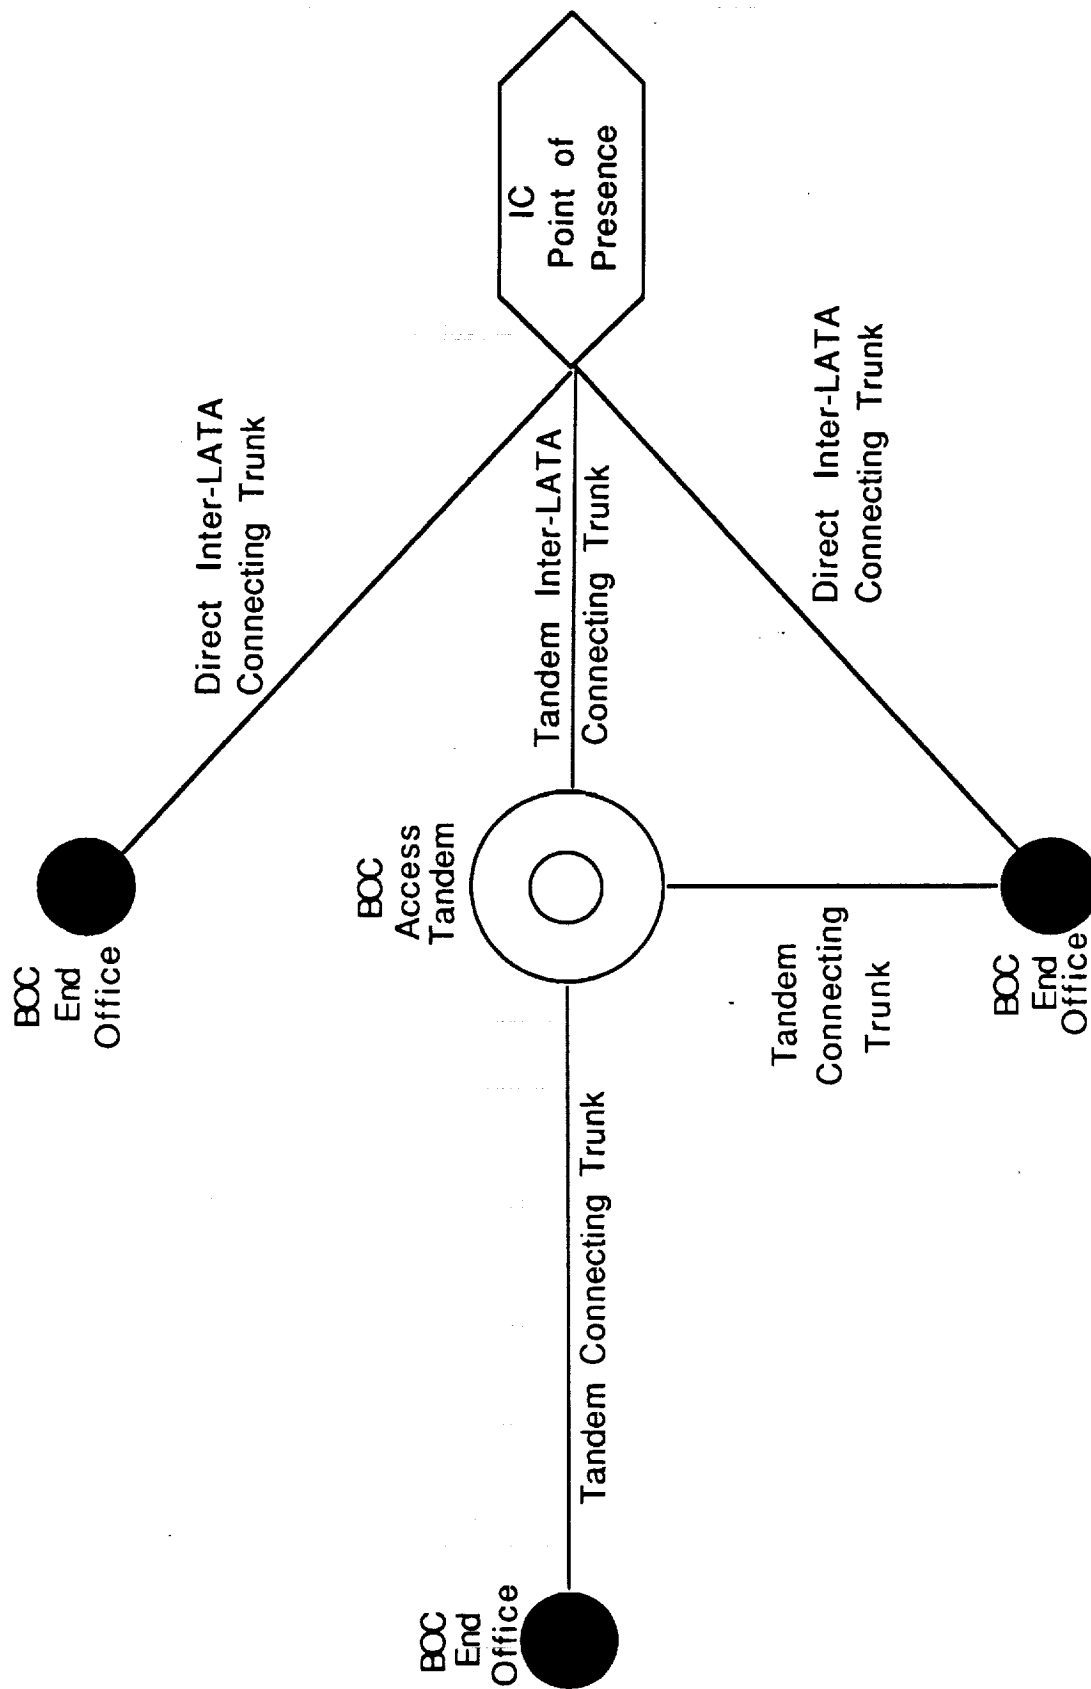 BOC
End
Office
Direct Inter-LATA
Connecting Trunk
BOC
Access
Tandem
Tandem Inter-LATA
Connecting Trunk
IC
Point of
Presence
Tandem Connecting Trunk
BOC
End
Office
Tandem
Connecting
Trunk
Direct Inter-LATA
Connecting Trunk
BOC
End
Office